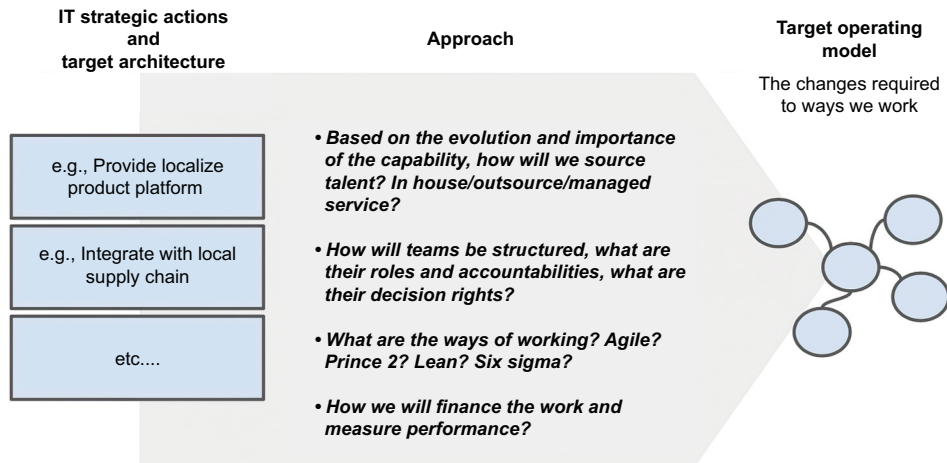 IT strategic actions
and
target architecture
e.g., Provide localize
product platform
e.g., Integrate with local
supply chain
etc....
Approach
• Based on the evolution and importance
of the capability, how will we source
talent? In house/outsource/managed
service?
• How will teams be structured, what are
their roles and accountabilities, what are
their decision rights?
• What are the ways of working? Agile?
Prince 2? Lean? Six sigma?
• How we will finance the work and
measure performance?
Target operating
model
The changes required
to ways we work